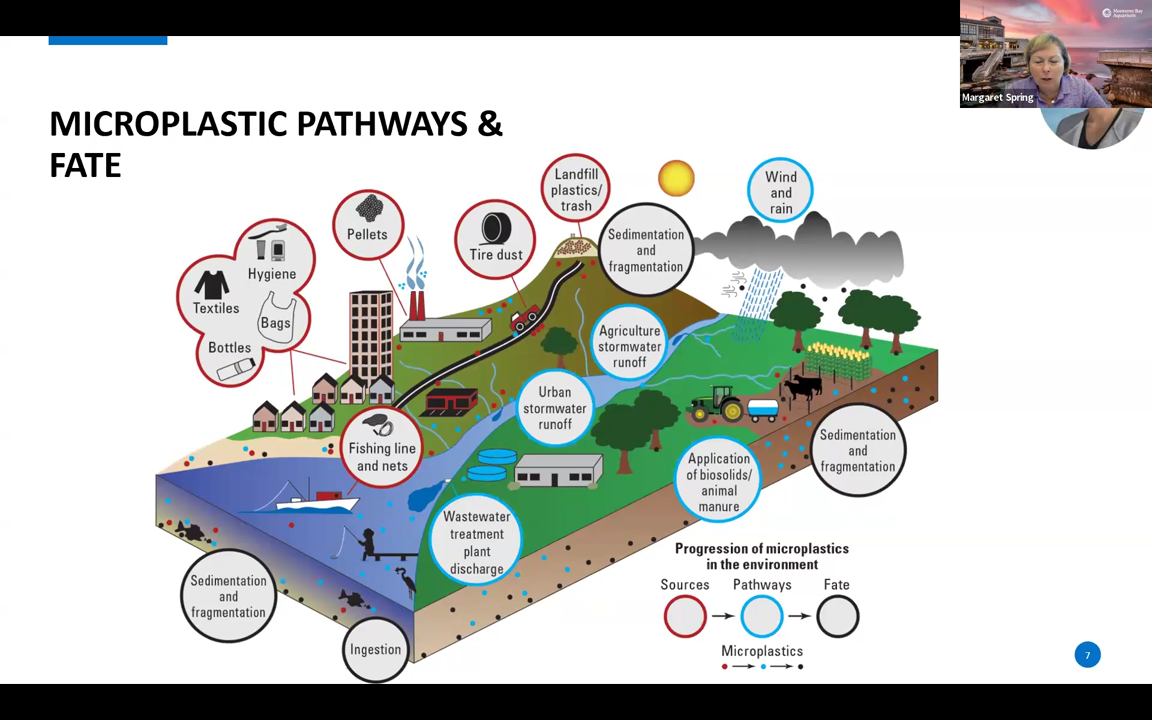 Monterey Bay
Aquarium
Margaret Spring
MICROPLASTIC PATHWAYS &
FATE
Landfill
plastics/
trash
Wind
and
rain
Pellets
Tire dust
Sedimentation
and
fragmentation
Hygiene
Textiles
Bags
Bottles
Agriculture
stormwater
runoff
Urban
stormwater
runoff
Fishing line
and nets
Sedimentation
and
fragmentation
Application
of biosolids/
animal
manure
Wastewater
treatment
plant
discharge
Sedimentation
and
fragmentation
Ingestion
Progression of microplastics
in the environment
Sources Pathways Fate
Microplastics
7